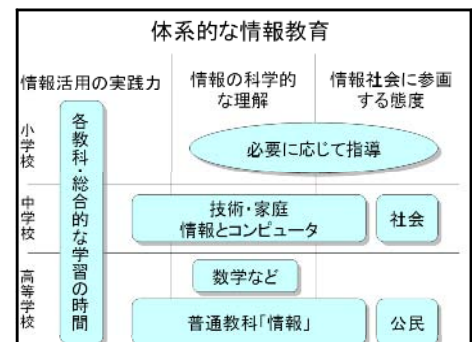 体系的な情報教育
情報活用の実践力
情報の科学的
な理解
情報社会に参画
する態度
小学校
各教科・総合的な学習の時間
必要に応じて指導
中学校
技術・家庭
情報とコンピュータ
社会
高等学校
数学など
普通教科「情報」
公民